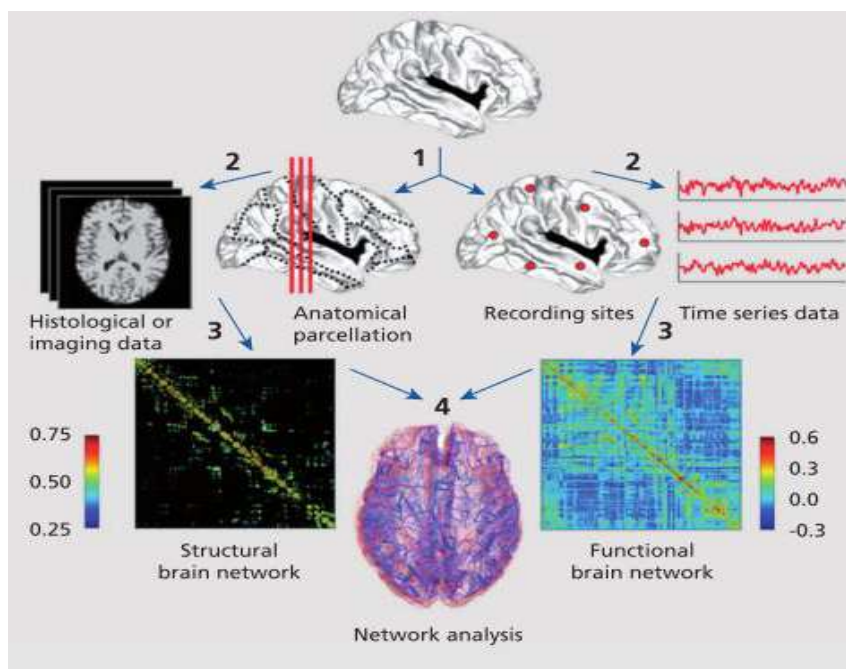 1
2
2
Histological or
imaging data
Anatomical
parcellation
Recording sites
Time series data
3
3
4
0.75
0.50
0.25
0.6
0.3
0.0
-0.3
Structural
brain network
Functional
brain network
Network analysis